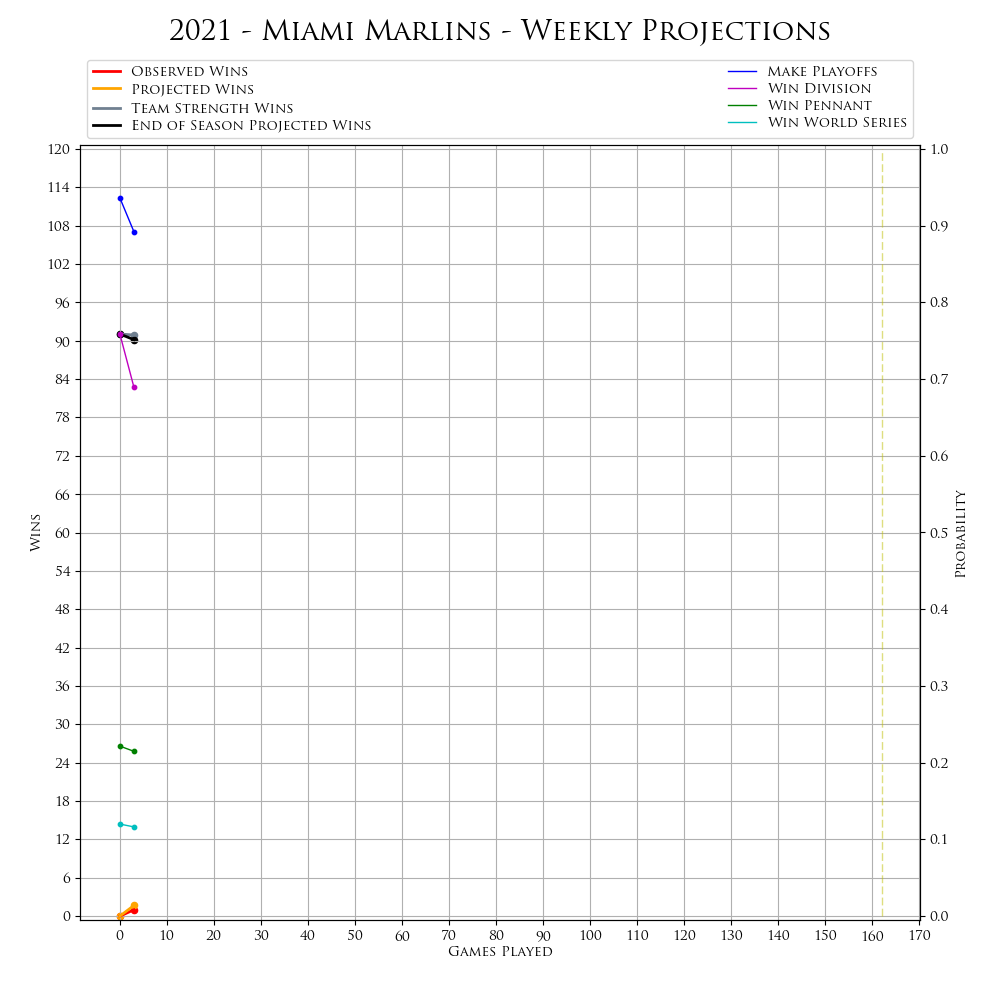 2021 - Miami Marlins - Weekly Projections
Observed Wins
Projected Wins
Team Strength Wins
End of Season Projected Wins
Make Playoffs
Win Division
Win Pennant
Win World Series
120
114
108
102
96
90
84
78
72
66
60
54
48
42
36
30
24
18
12
6
0
Wins
1.0
0.9
0.8
0.7
0.6
0.5
0.4
0.3
0.2
0.1
0.0
Probability
0 10 20 30 40 50 60 70 80 90 100 110 120 130 140 150 160 170
Games Played